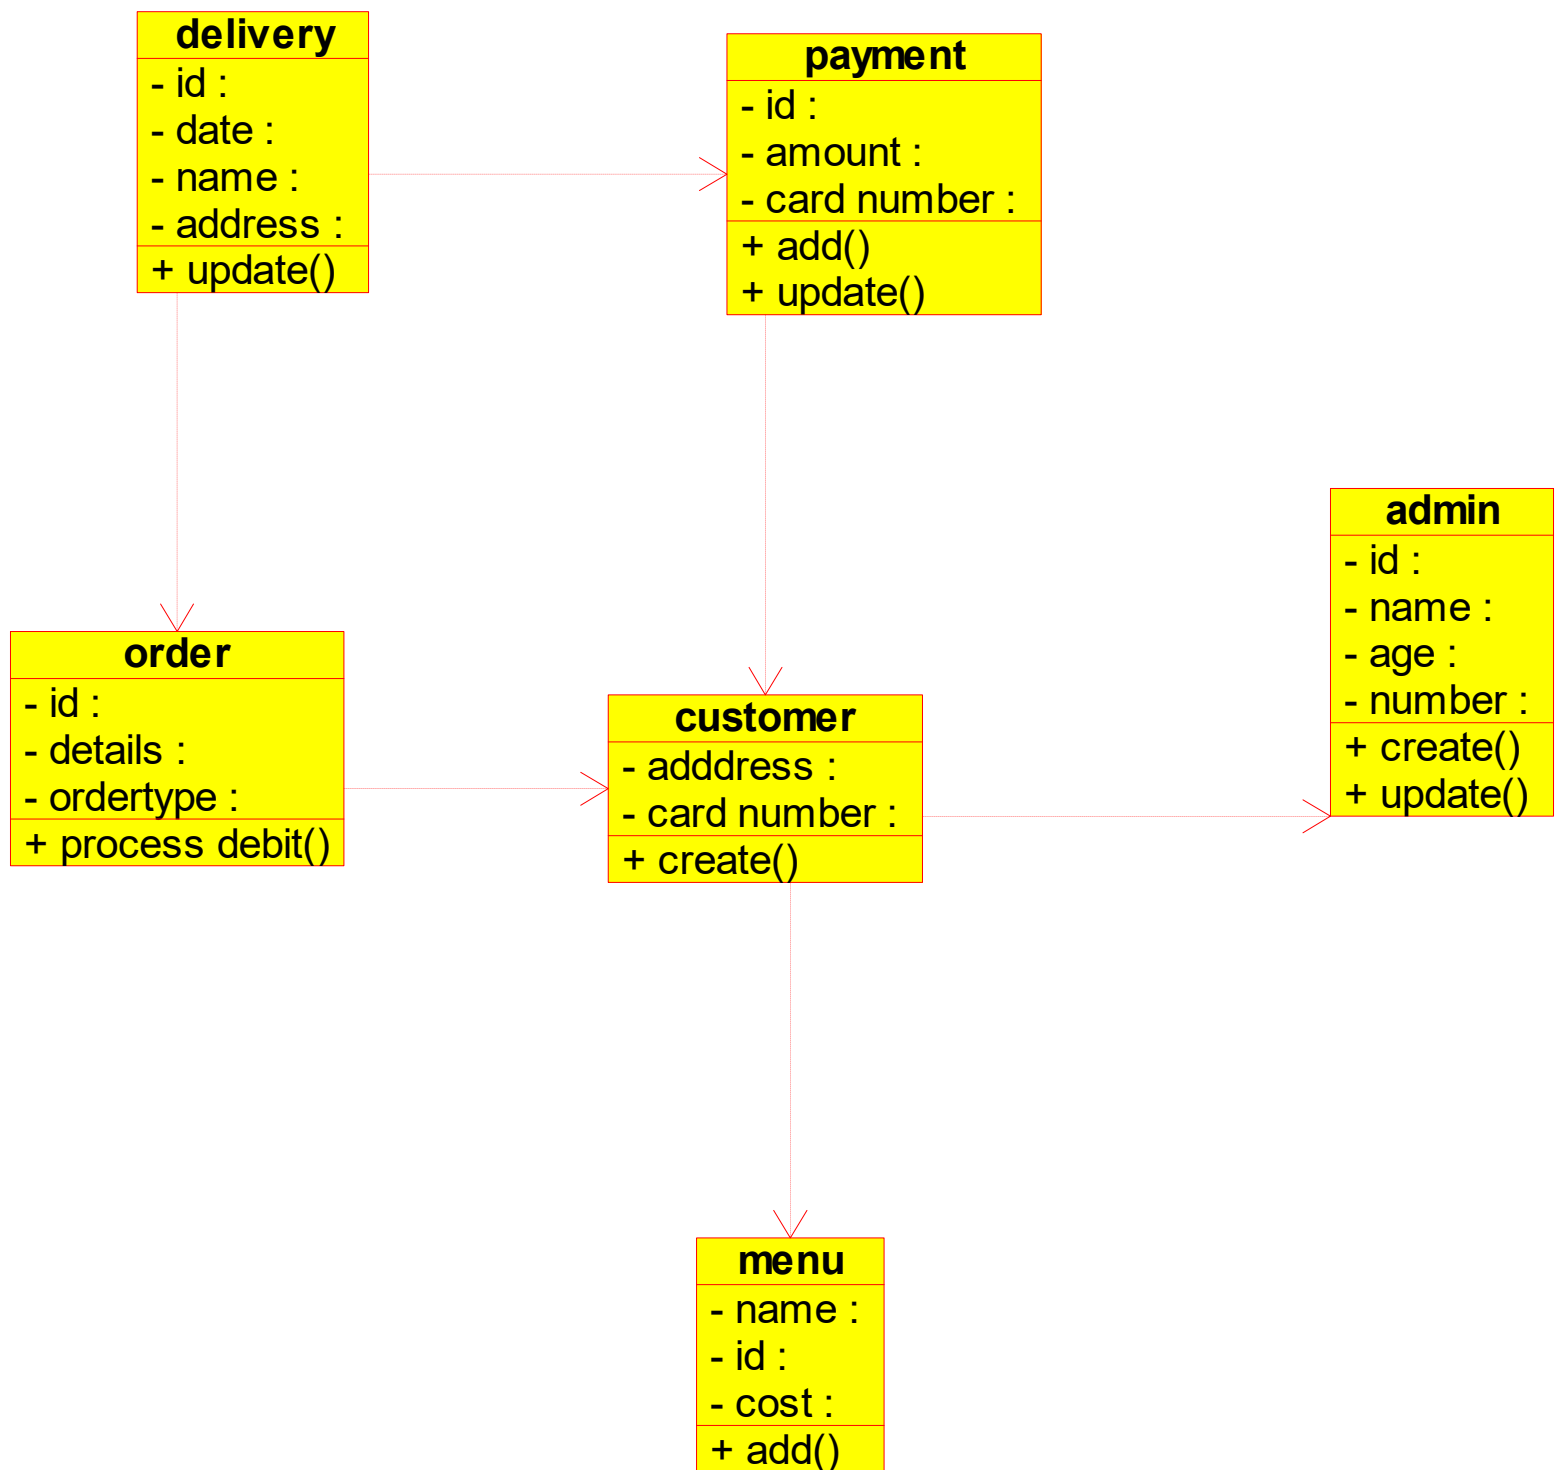 delivery
- id :
- date :
- name :
- address :
+ update()
payment
- id :
- amount :
- card number :
+ add()
+ update()
admin
- id :
- name :
- age :
- number :
+ create()
+ update()
order
- id :
- details :
- ordertype :
+ process debit()
customer
- adddress :
- card number :
+ create()
menu
- name :
- id :
- cost :
+ add()